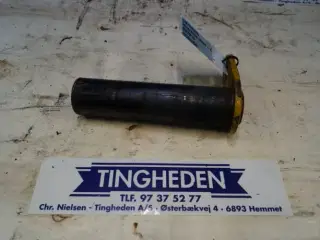 TINGHEDEN
TLF. 97 37 52 77
Chr. Nielsen - Tingheden A/S - Østerbækvej 4 - 6893 Hemmet